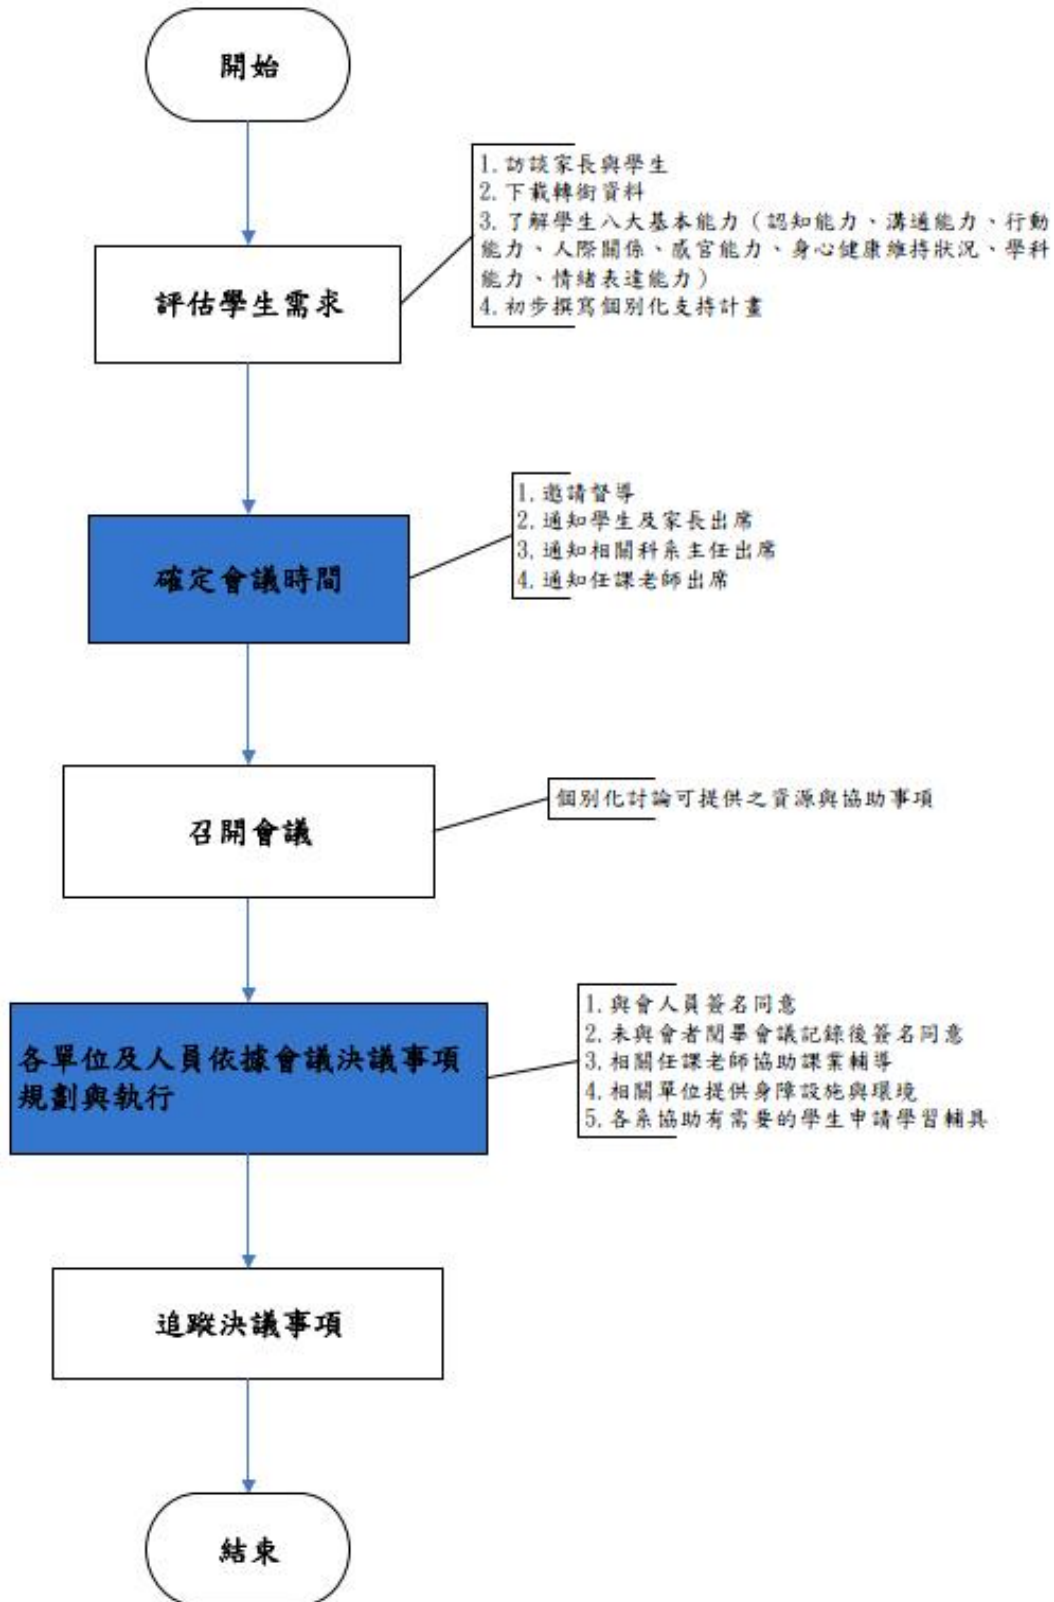 開始
1. 訪談家長與學生
2. 下載轉銜資料
3. 了解學生八大基本能力（認知能力、溝通能力、行動
能力、人際關係、感官能力、身心健康維持狀況、學科
能力、情緒表達能力）
4. 初步撰寫個別化支持計畫
評估學生需求
1. 邀請督導
2. 通知學生及家長出席
3. 通知相關科系主任出席
4. 通知任課老師出席
確定會議時間
個別化討論可提供之資源與協助事項
召開會議
1. 與會人員簽名同意
2. 未與會者閱畢會議記錄後簽名同意
3. 相關任課老師協助課業輔導
4. 相關單位提供身障設施與環境
5. 各系協助有需要的學生申請學習輔具
各單位及人員依據會議決議事項
規劃與執行
追蹤決議事項
結束